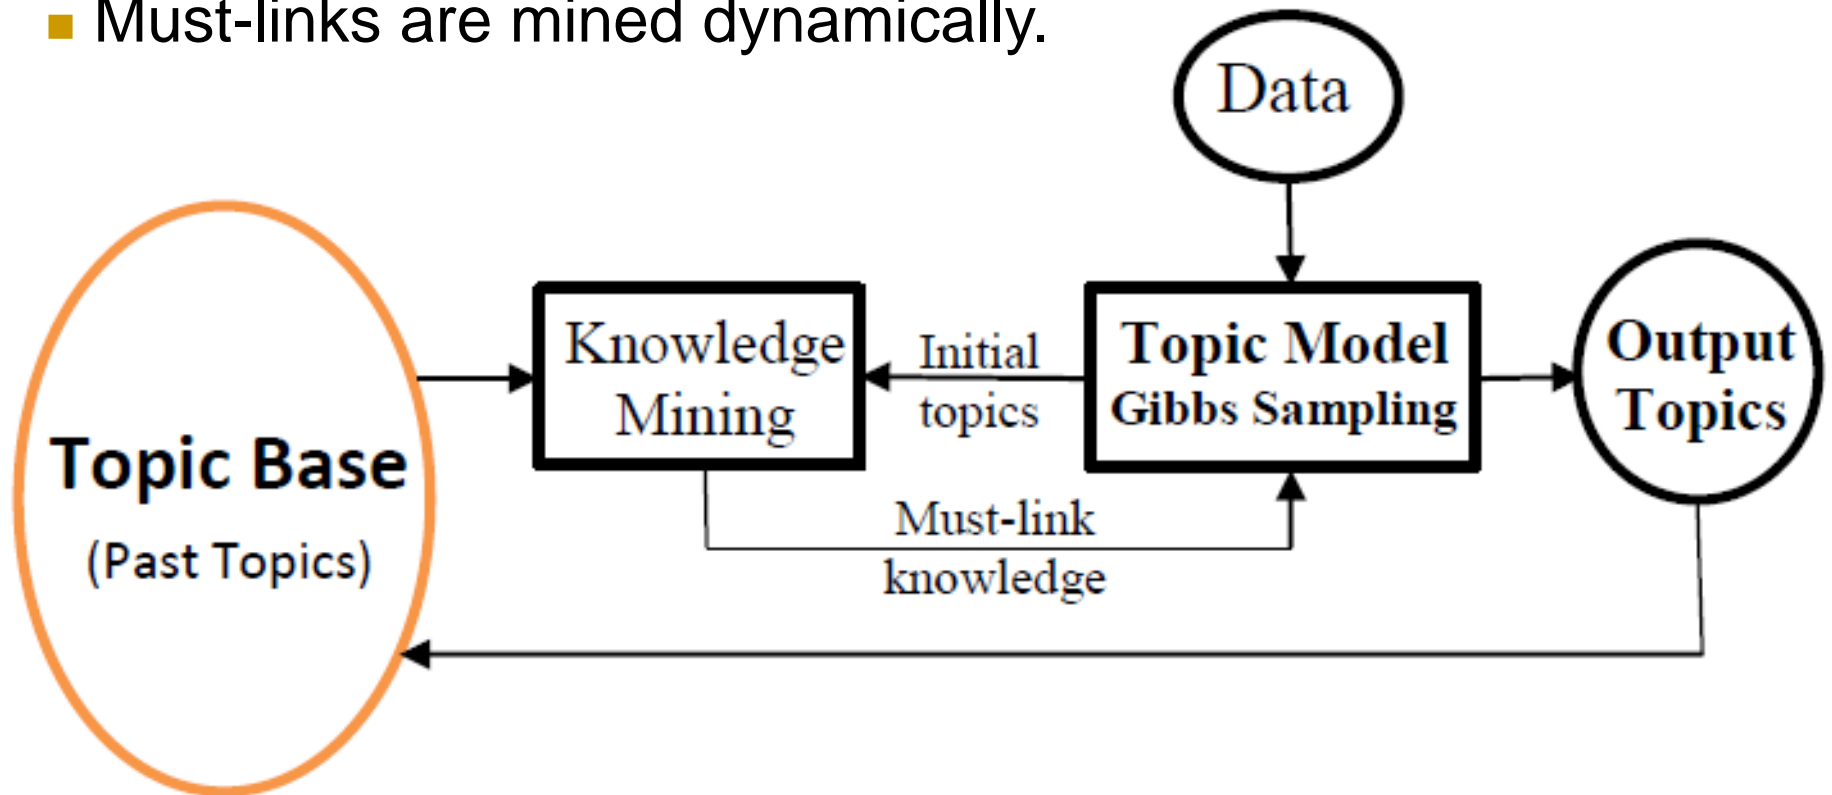 Must-links are mined dynamically.
Data
Knowledge
Mining
Initial
topics
Topic Model
Gibbs Sampling
Output
Topics
Topic Base
(Past Topics)
Must-link
knowledge